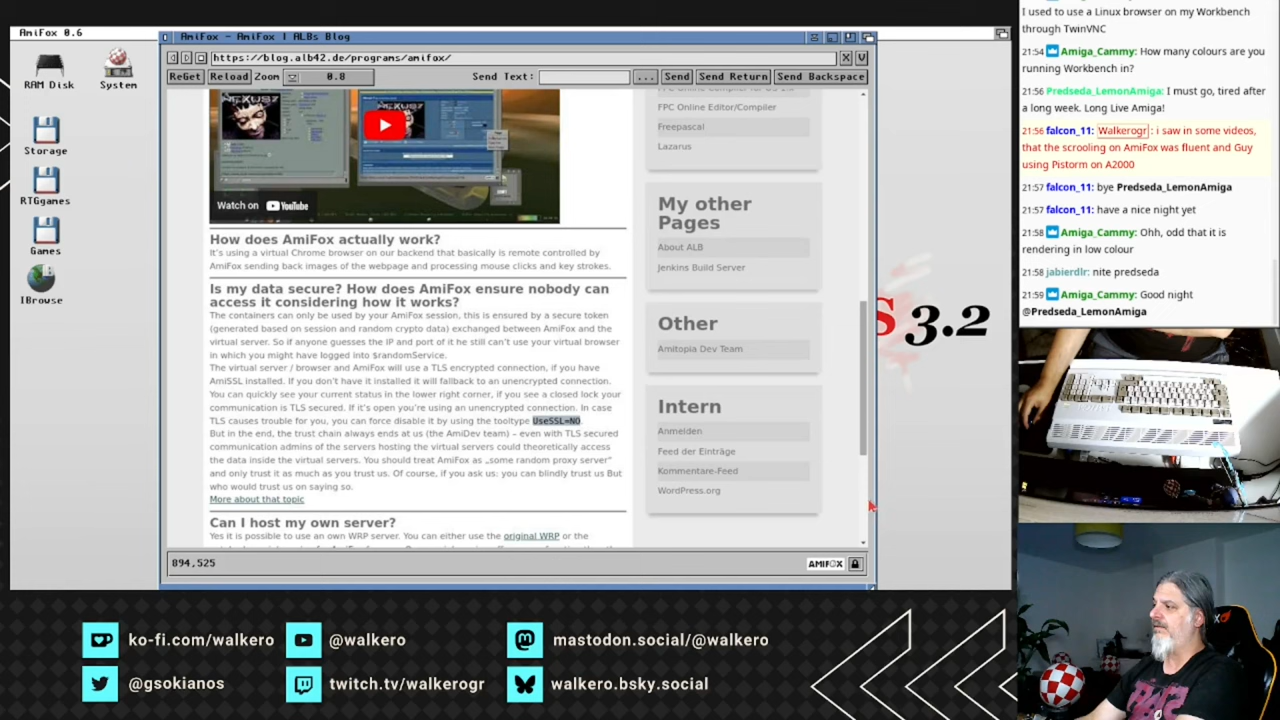 AmiFox 0.6
RAM Disk
System
Storage
RTGgames
Games
IBrowse
AmiFox - AmiFox | ALBs Blog
https://blog.alb42.de/programs/amifox/
X
V
ReGet
Reload
Zoom
0.8
Send Text:
...
Send
Send Return
Send Backspace
Watch on YouTube
How does AmiFox actually work?
It's using a virtual Chrome browser on our backend that basically is remote controlled by
AmiFox sending back images of the webpage and processing mouse clicks and key strokes.
Is my data secure? How does AmiFox ensure nobody can
access it considering how it works?
The containers can only be used by your AmiFox session, this is ensured by a secure token
(generated based on session and random crypto data) exchanged between AmiFox and the
virtual server. So if anyone guesses the IP and port of it he still can't use your virtual browser
in which you might have logged into $randomService.
The virtual server / browser and AmiFox will use a TLS encrypted connection, if you have
AmiSSL installed. If you don't have it installed it will fallback to an unencrypted connection.
You can quickly see your current status in the lower right corner, if you see a closed lock your
communication is TLS secured. If it's open you're using an unencrypted connection. In case
TLS causes trouble for you, you can force disable it by using the tooltype UseSSL=NO.
But in the end, the trust chain always ends at us (the AmiDev team) – even with TLS secured
communication admins of the servers hosting the virtual servers could theoretically access
the data inside the virtual servers. You should treat AmiFox as „some random proxy server“
and only trust it as much as you trust us. Of course, if you ask us: you can blindly trust us But
who would trust us on saying so.
More about that topic
Can I host my own server?
Yes it is possible to use an own WRP server. You can either use the original WRP or the
FPC Online Editor/Compiler
Freepascal
Lazarus
My other
Pages
About ALB
Jenkins Build Server
Other
Amitopia Dev Team
Intern
Anmelden
Feed der Einträge
Kommentare-Feed
WordPress.org
894,525
AMIFOX
S 3.2
I used to use a Linux browser on my Workbench
through TwinVNC
21:54 Amiga_Cammy: How many colours are you
running Workbench in?
21:56 Predseda_LemonAmiga: I must go, tired after
a long week. Long Live Amiga!
21:56 falcon_11: Walkerogr : i saw in some videos,
that the scrooling on AmiFox was fluent and Guy
using Pistorm on A2000
21:57 falcon_11: bye Predseda_LemonAmiga
21:57 falcon_11: have a nice night yet
21:58 Amiga_Cammy: Ohh, odd that it is
rendering in low colour
21:58 jabierdlr: nite predseda
21:59 Amiga_Cammy: Good night
@Predseda_LemonAmiga
ko-fi.com/walkero
@walkero
mastodon.social/@walkero
@gsokianos
twitch.tv/walkerogr
walkero.bsky.social